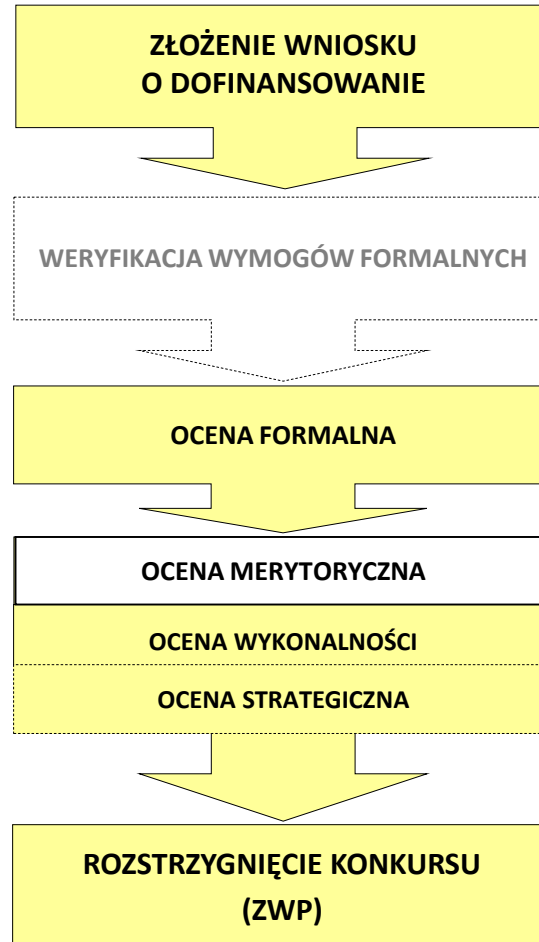 ZŁOŻENIE WNIOSKU
O DOFINANSOWANIE
WERYFIKACJA WYMOGÓW FORMALNYCH
OCENA FORMALNA
OCENA MERYTORYCZNA
OCENA WYKONALNOŚCI
OCENA STRATEGICZNA
ROZSTRZYGNIĘCIE KONKURSU
(ZWP)